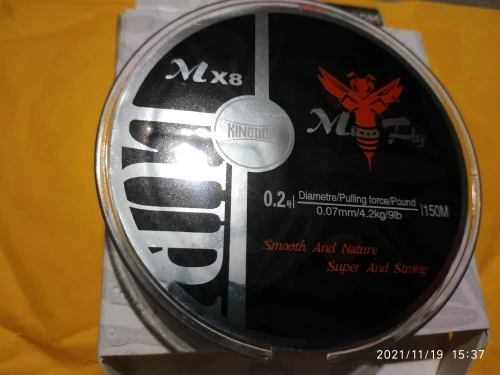 Mx8
KINGDOM
Micro Fly
0.2号
Diametre/Pulling force/Pound
0.07mm/4.2kg/9lb
150M
Smooth And Nature
Super And Strong
2021/11/19 15:37